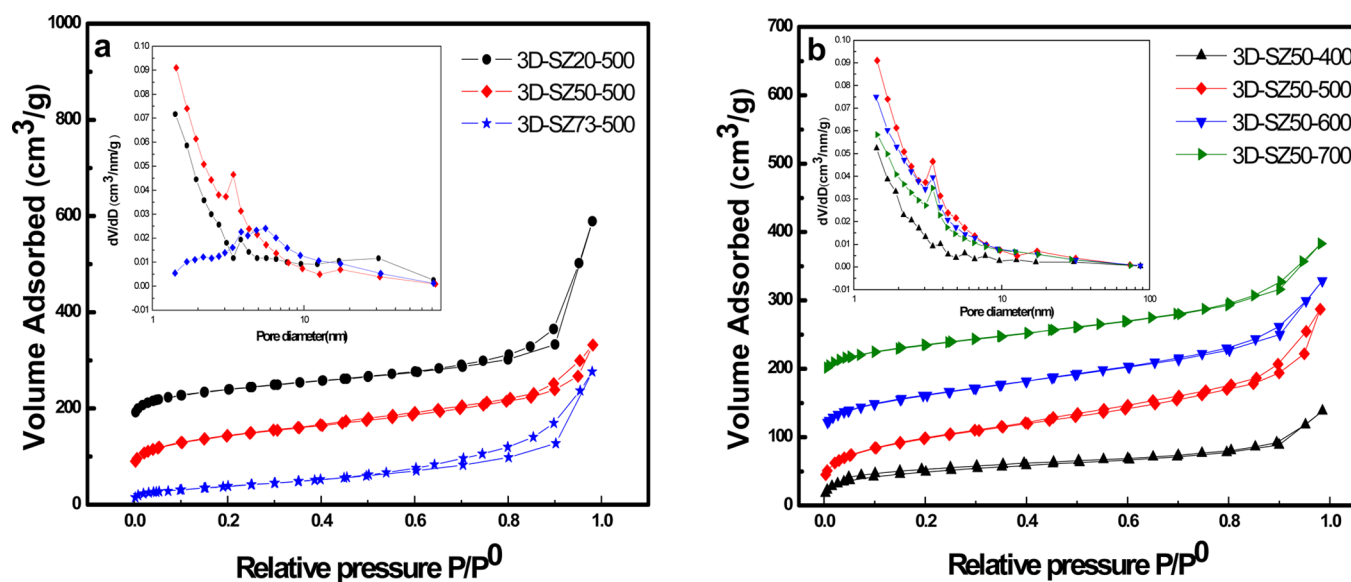 a
3D-SZ20-500
3D-SZ50-500
3D-SZ73-500
Volume Adsorbed (cm³/g)
1000
800
600
400
200
0
0.0 0.2 0.4 0.6 0.8 1.0
Relative pressure P/P⁰
dV/dD (cm³/nm/g)
0.10
0.09
0.08
0.07
0.06
0.05
0.04
0.03
0.02
0.01
0.00
-0.01
1 10
Pore diameter(nm)
b
3D-SZ50-400
3D-SZ50-500
3D-SZ50-600
3D-SZ50-700
Volume Adsorbed (cm³/g)
700
600
500
400
300
200
100
0
0.0 0.2 0.4 0.6 0.8 1.0
Relative pressure P/P⁰
dV/dD(cm³/nm/g)
0.10
0.09
0.08
0.07
0.06
0.05
0.04
0.03
0.02
0.01
0.00
-0.01
1 10 100
Pore diameter(nm)